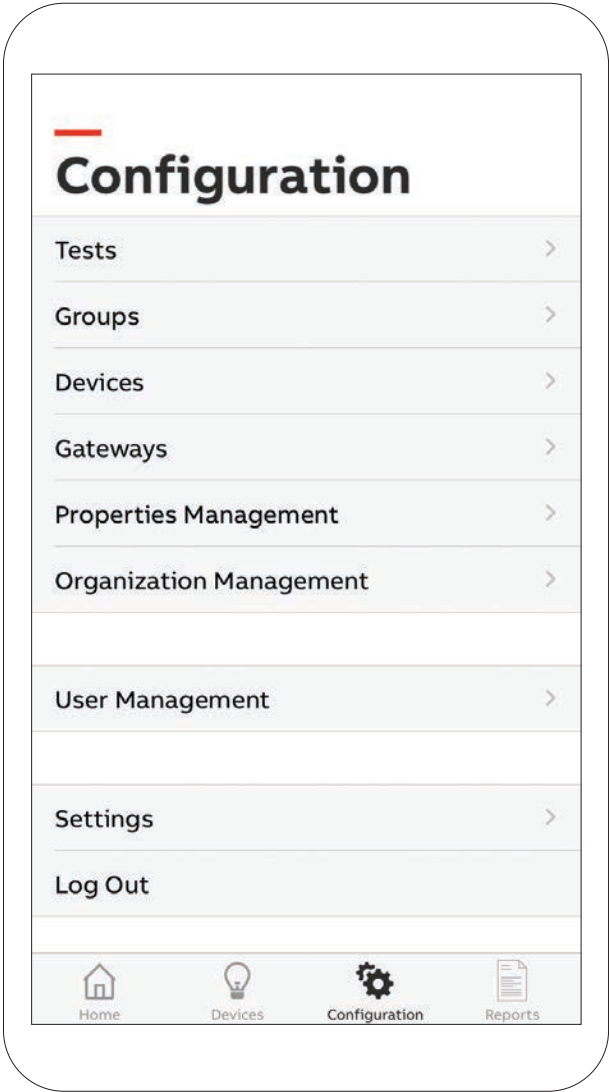 Configuration
Tests
Groups
Devices
Gateways
Properties Management
Organization Management
User Management
Settings
Log Out
Home Devices Configuration Reports